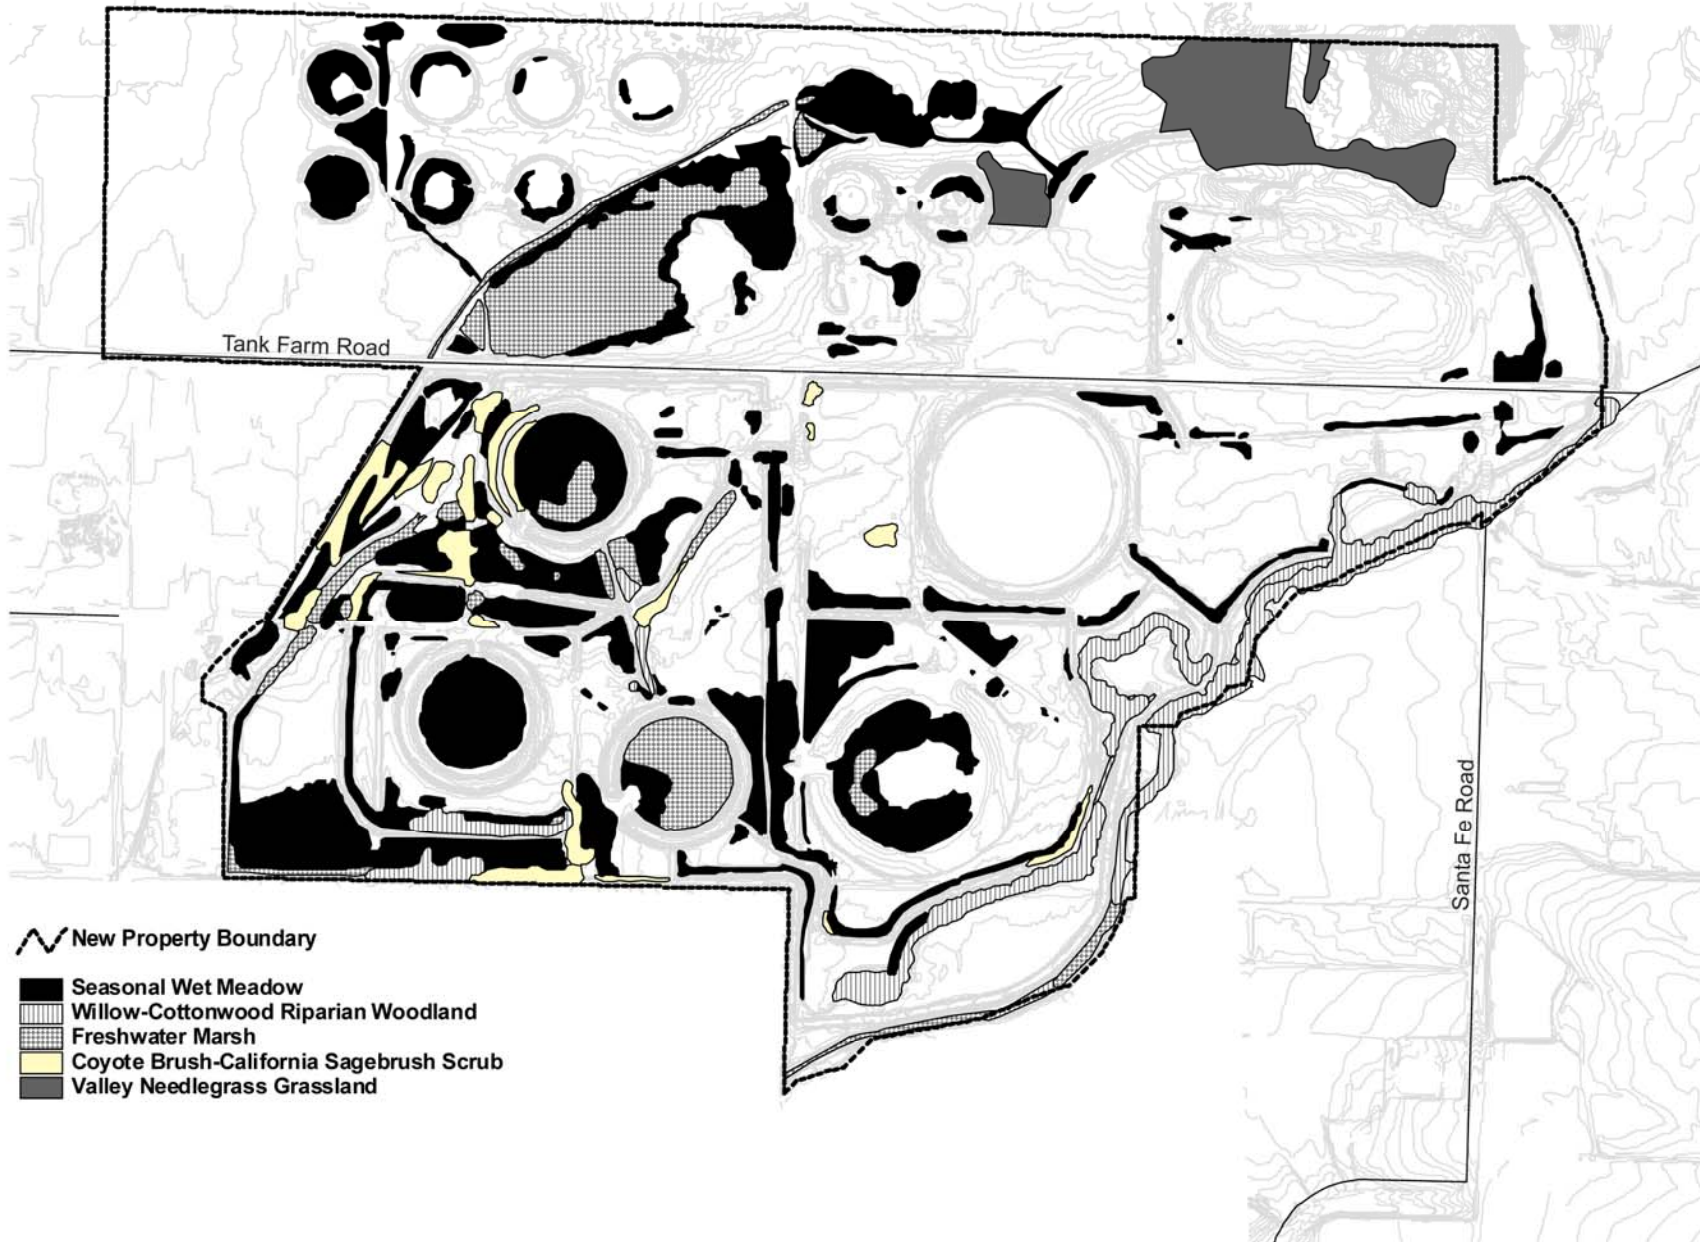 Tank Farm Road
Santa Fe Road
New Property Boundary
Seasonal Wet Meadow
Willow-Cottonwood Riparian Woodland
Freshwater Marsh
Coyote Brush-California Sagebrush Scrub
Valley Needlegrass Grassland